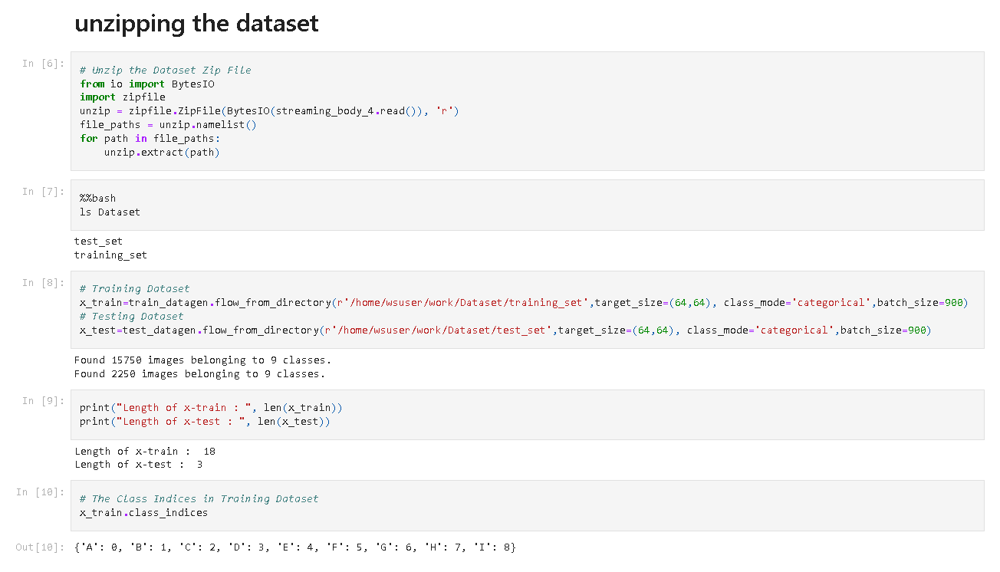 unzipping the dataset
In [6]:
# Unzip the Dataset Zip File
from io import BytesIO
import zipfile
unzip = zipfile.ZipFile(BytesIO(streaming_body_4.read()), 'r')
file_paths = unzip.namelist()
for path in file_paths:
    unzip.extract(path)
In [7]:
%%bash
ls Dataset
test_set
training_set
In [8]:
# Training Dataset
x_train=train_datagen.flow_from_directory(r'/home/wsuser/work/Dataset/training_set',target_size=(64,64), class_mode='categorical',batch_size=900)
# Testing Dataset
x_test=test_datagen.flow_from_directory(r'/home/wsuser/work/Dataset/test_set',target_size=(64,64), class_mode='categorical',batch_size=900)
Found 15750 images belonging to 9 classes.
Found 2250 images belonging to 9 classes.
In [9]:
print("Length of x-train : ", len(x_train))
print("Length of x-test : ", len(x_test))
Length of x-train :  18
Length of x-test :  3
In [10]:
# The Class Indices in Training Dataset
x_train.class_indices
Out[10]: {'A': 0, 'B': 1, 'C': 2, 'D': 3, 'E': 4, 'F': 5, 'G': 6, 'H': 7, 'I': 8}